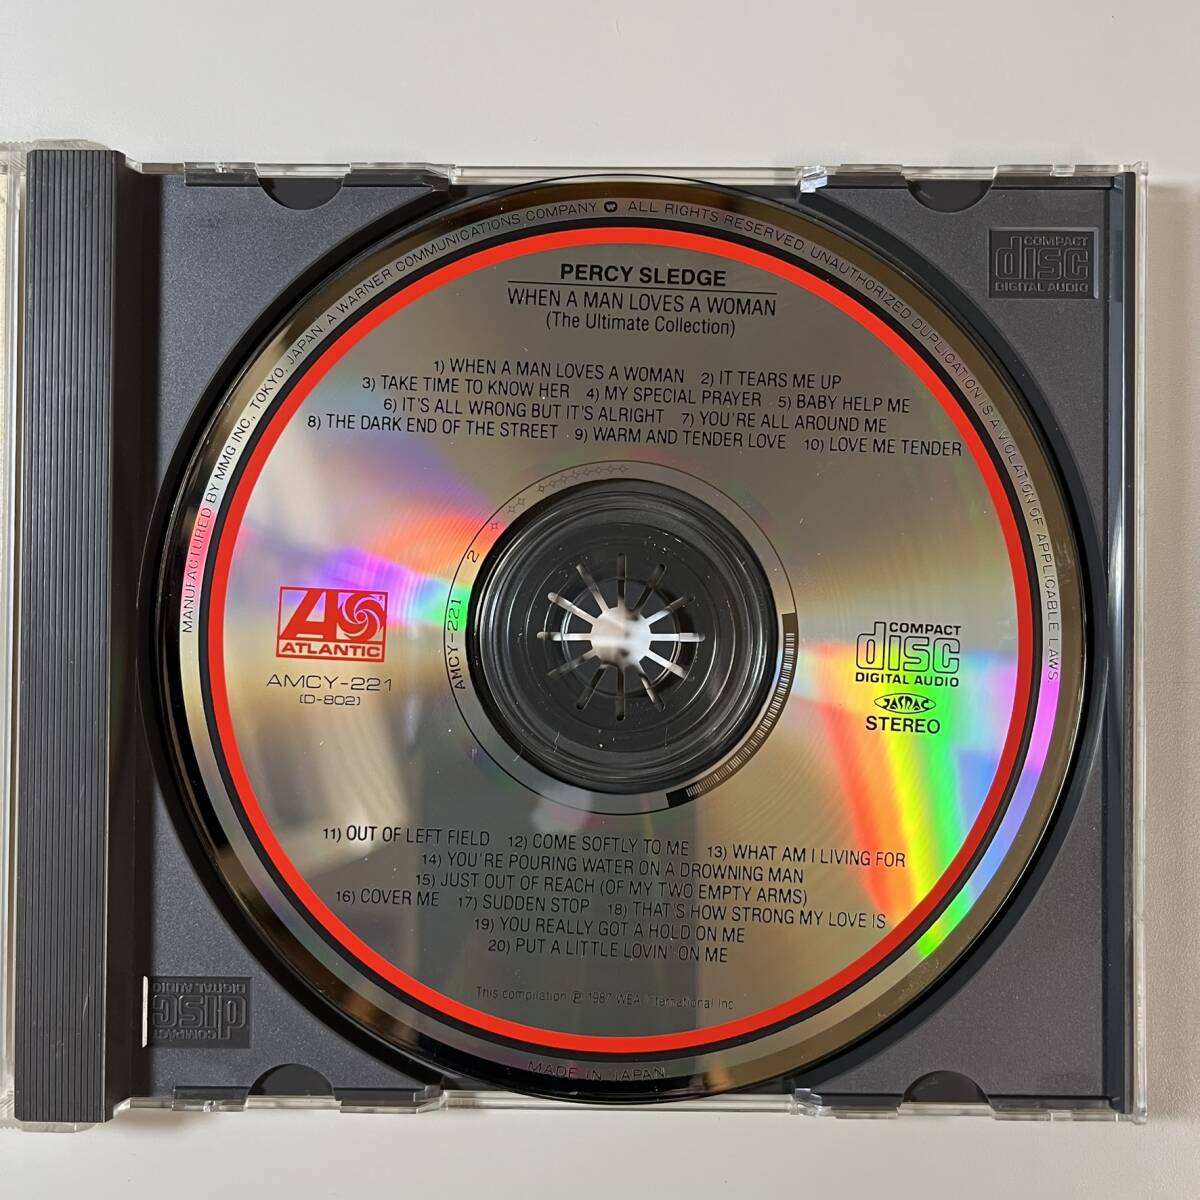 PERCY SLEDGE
WHEN A MAN LOVES A WOMAN
(The Ultimate Collection)
1) WHEN A MAN LOVES A WOMAN 2) IT TEARS ME UP
3) TAKE TIME TO KNOW HER 4) MY SPECIAL PRAYER 5) BABY HELP ME
6) IT'S ALL WRONG BUT IT'S ALRIGHT 7) YOU'RE ALL AROUND ME
8) THE DARK END OF THE STREET 9) WARM AND TENDER LOVE 10) LOVE ME TENDER
ATLANTIC
AMCY-221
(D-802)
AMCY-221 2
COMPACT
disc
DIGITAL AUDIO
JASRAC
STEREO
11) OUT OF LEFT FIELD 12) COME SOFTLY TO ME 13) WHAT AM I LIVING FOR
14) YOU'RE POURING WATER ON A DROWNING MAN
15) JUST OUT OF REACH (OF MY TWO EMPTY ARMS)
16) COVER ME 17) SUDDEN STOP 18) THAT'S HOW STRONG MY LOVE IS
19) YOU REALLY GOT A HOLD ON ME
20) PUT A LITTLE LOVIN' ON ME
This compilation ℗ 1987 WEA International Inc.
MANUFACTURED BY MMG INC., TOKYO, JAPAN, A WARNER COMMUNICATIONS COMPANY ALL RIGHTS RESERVED. UNAUTHORIZED DUPLICATION IS A VIOLATION OF APPLICABLE LAWS
MADE IN JAPAN
COMPACT
disc
DIGITAL AUDIO
COMPACT
disc
DIGITAL AUDIO